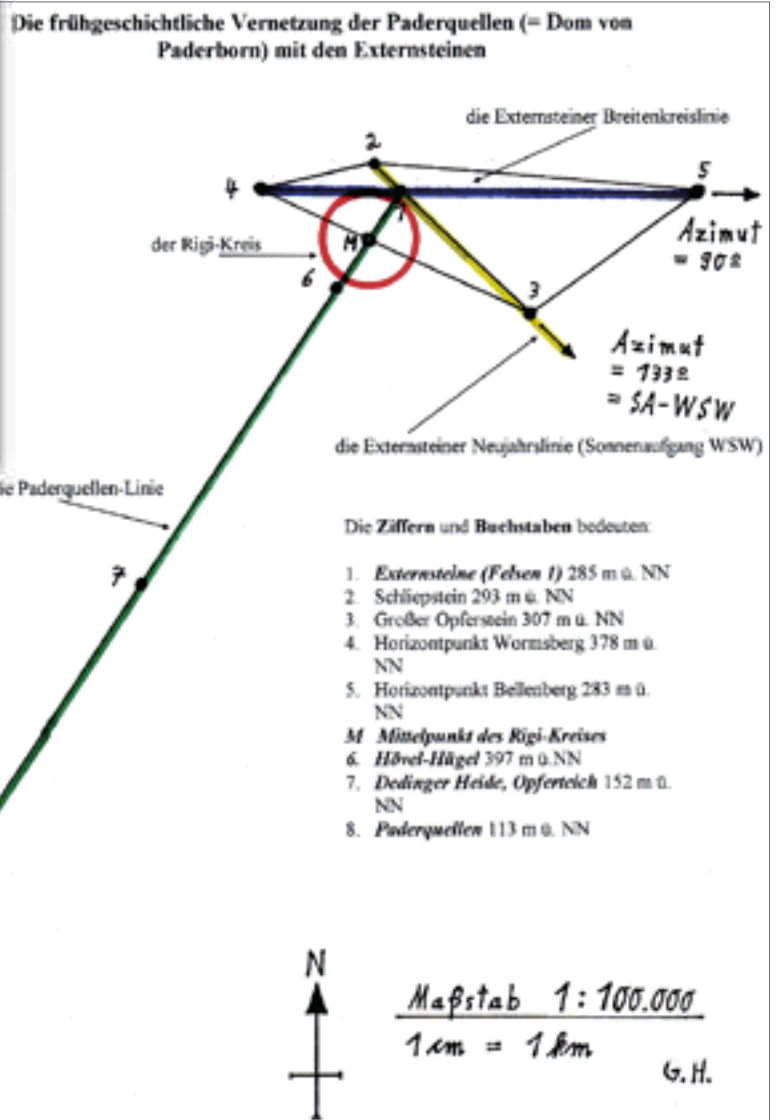 Die frühgeschichtliche Vernetzung der Paderquellen (= Dom von
Paderborn) mit den Externsteinen
die Externsteiner Breitenkreislinie
2
4
5
1
Azimut
= 90º
der Rigi-Kreis
M
6
3
Azimut
= 133º
= SA-WSW
die Externsteiner Neujahrslinie (Sonnenaufgang WSW)
ie Paderquellen-Linie
7
Die Ziffern und Buchstaben bedeuten:
1. Externsteine (Felsen 1) 285 m ü. NN
2. Schliepstein 293 m ü. NN
3. Großer Opferstein 307 m ü. NN
4. Horizontpunkt Wormsberg 378 m ü.
NN
5. Horizontpunkt Bellenberg 283 m ü.
NN
M Mittelpunkt des Rigi-Kreises
6. Hövel-Hügel 397 m ü.NN
7. Dedinger Heide, Opferteich 152 m ü.
NN
8. Paderquellen 113 m ü. NN
N
Maßstab 1:100.000
1 cm = 1 km
G.H.